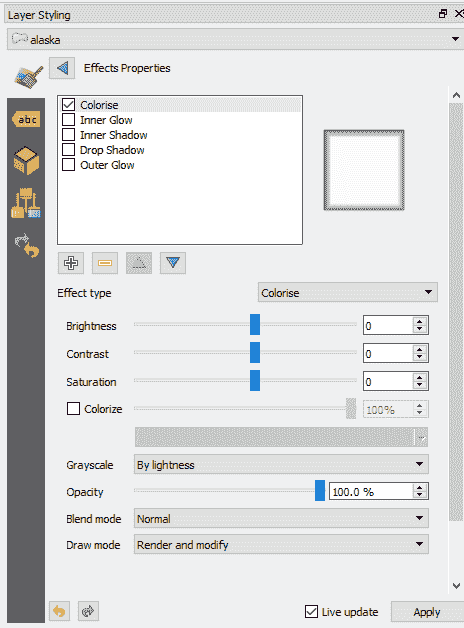 Layer Styling
alaska
Effects Properties
abc
Colorise
Inner Glow
Inner Shadow
Drop Shadow
Outer Glow
Effect type Colorise
Brightness 0
Contrast 0
Saturation 0
Colorize 100%
Grayscale By lightness
Opacity 100.0 %
Blend mode Normal
Draw mode Render and modify
Live update Apply